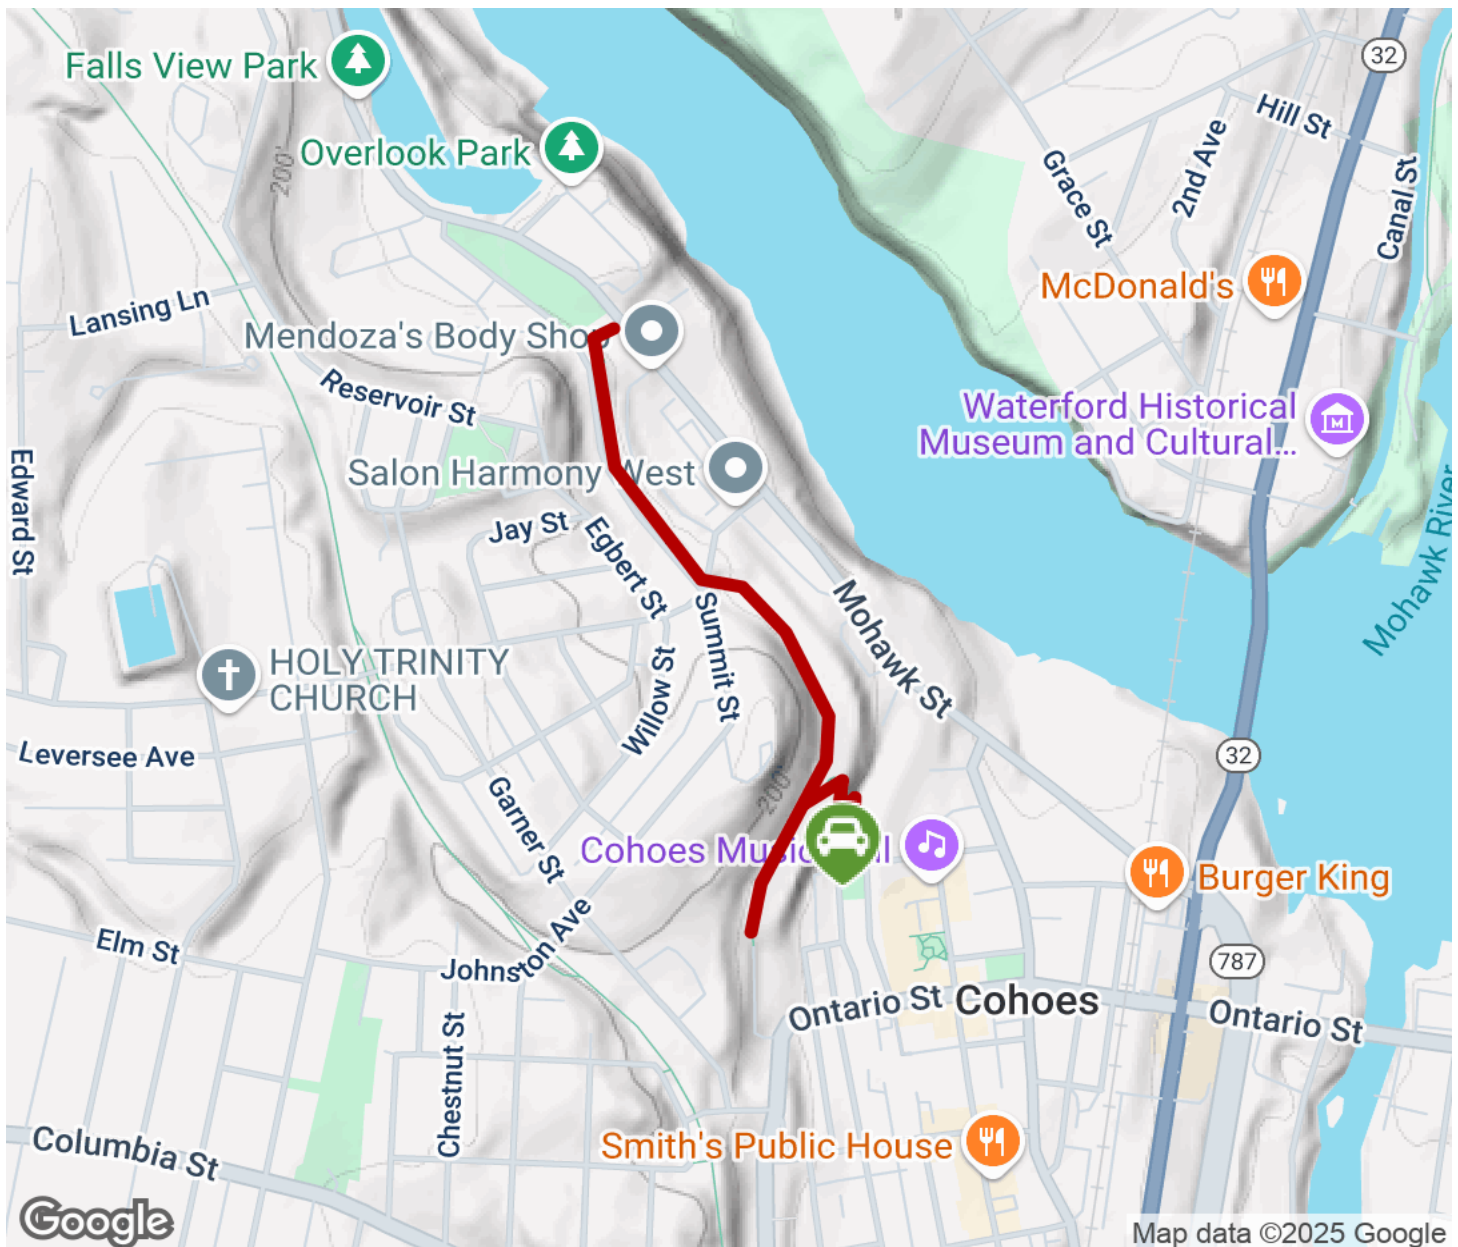 Falls View Park
32
Hill St
Overlook Park
200'
2nd Ave
Grace St
Canal St
McDonald's
Lansing Ln
Mendoza's Body Shop
Reservoir St
Waterford Historical
Museum and Cultural...
Salon Harmony West
Edward St
Jay St
Egbert St
Mohawk River
Summit St
Mohawk St
HOLY TRINITY
CHURCH
Willow St
Leversee Ave
32
200'
Garner St
Cohoes Music Hall
Burger King
Elm St
Johnston Ave
787
Ontario St
Cohoes
Ontario St
Chestnut St
Columbia St
Smith's Public House
Google
Map data ©2025 Google